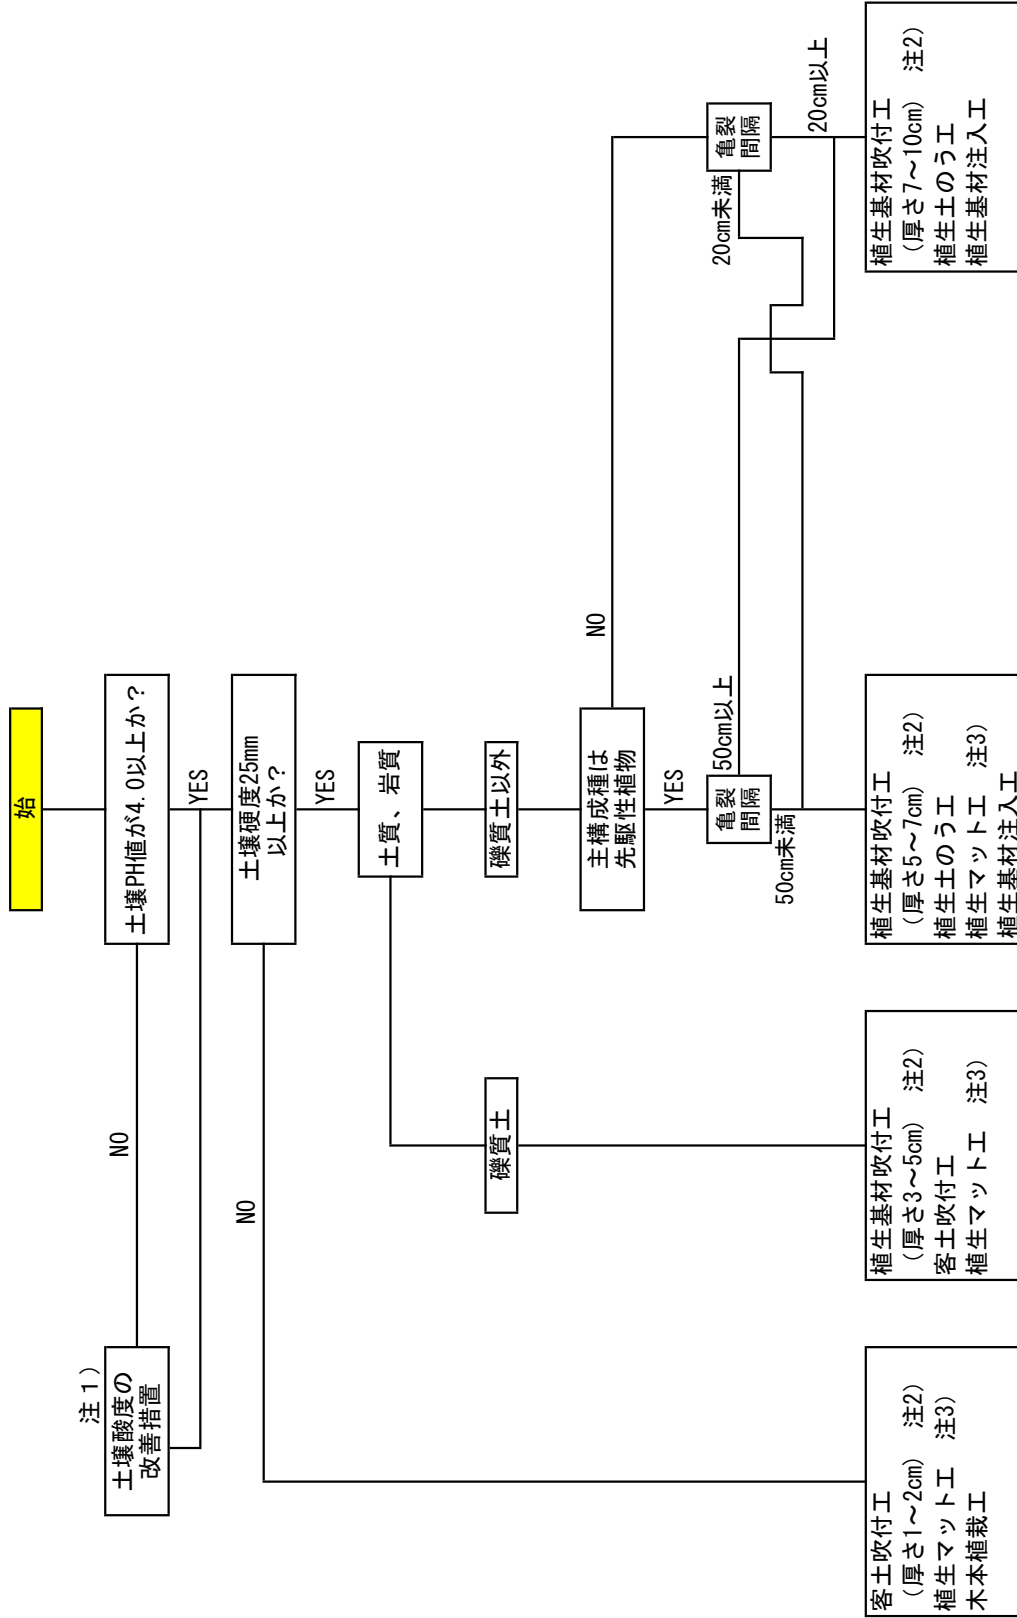 始
土壌PH値が4.0以上か？
NO
注１）
土壌酸度の
改善措置
YES
土壌硬度25mm
以上か？
NO
YES
土質、岩質
礫質土
礫質土以外
主構成種は
先駆性植物
NO
YES
亀裂
間隔
50cm以上
50cm未満
亀裂
間隔
20cm未満
20cm以上
客土吹付工
（厚さ1～2cm） 注2）
植生マット工 注3）
木本植栽工
植生基材吹付工
（厚さ3～5cm） 注2）
客土吹付工
植生マット工 注3）
植生基材吹付工
（厚さ5～7cm） 注2）
植生土のう工
植生マット工 注3）
植生基材注入工
植生基材吹付工
（厚さ7～10cm） 注2）
植生土のう工
植生基材注入工